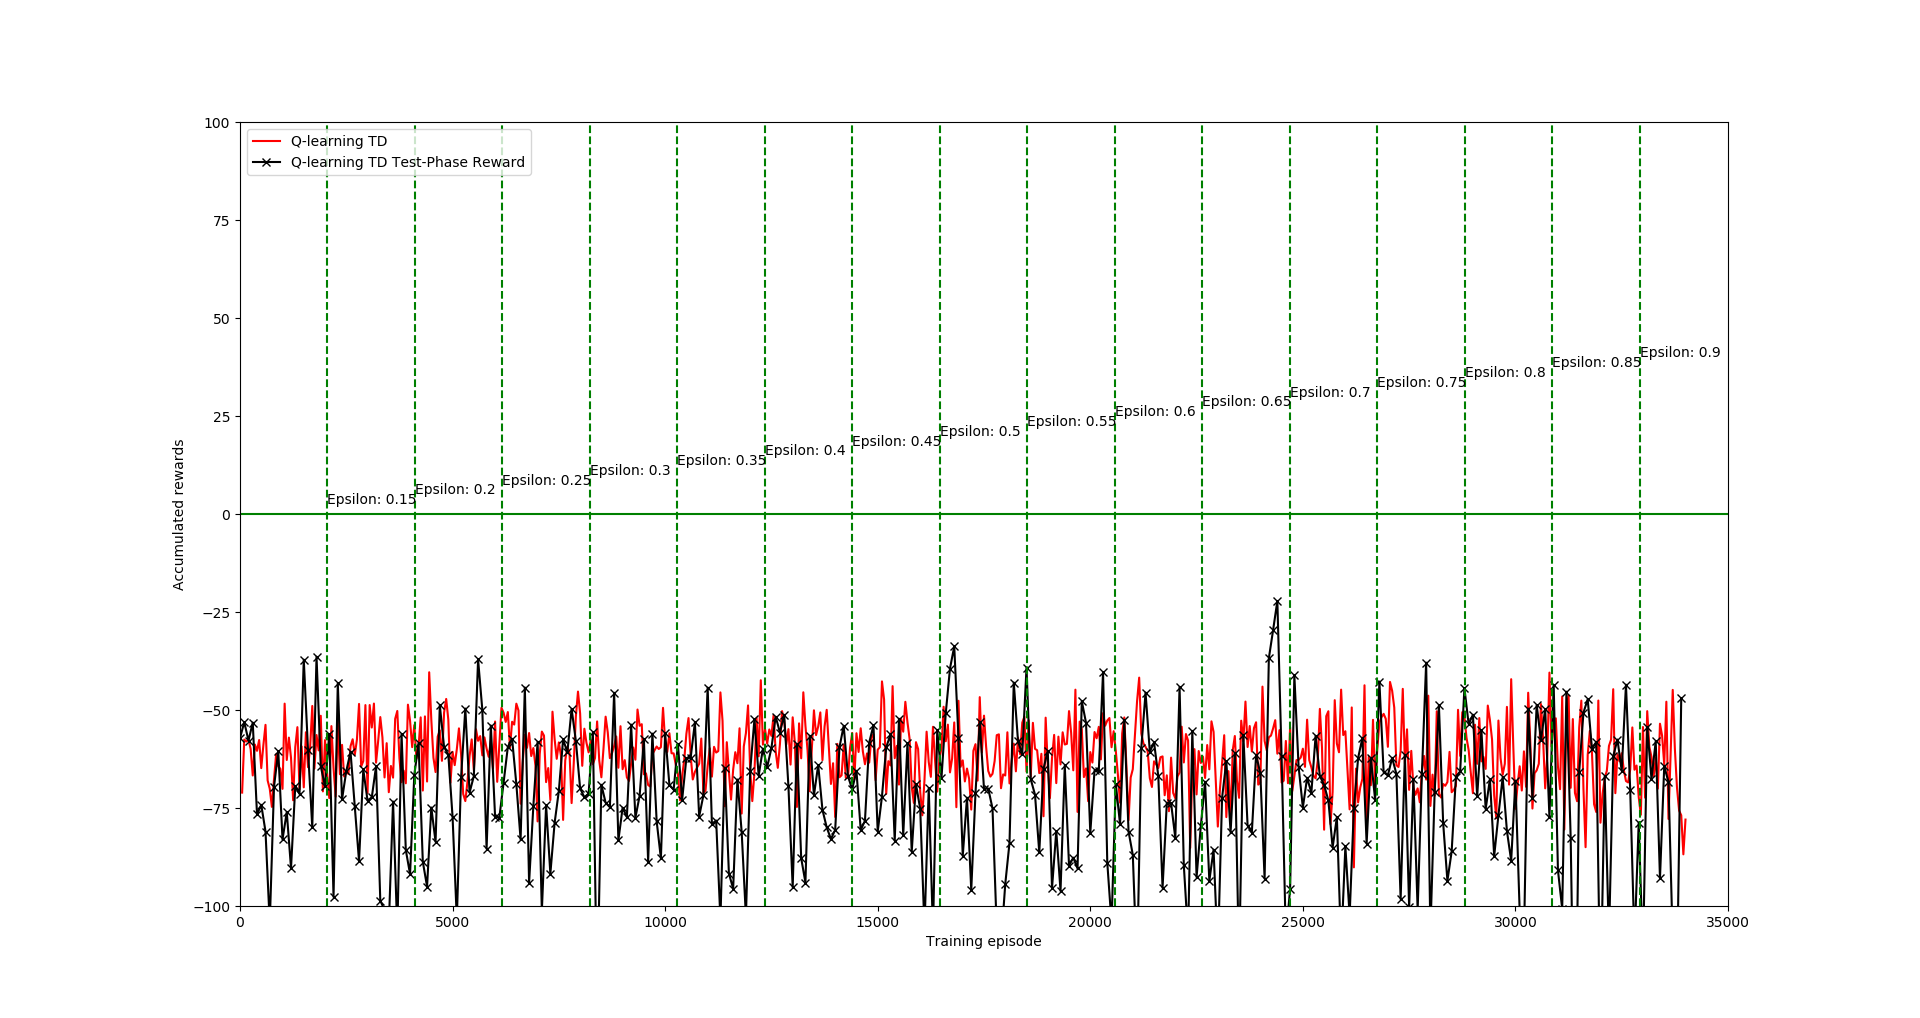 100
75
50
25
0
−25
−50
−75
−100
Accumulated rewards
Q-learning TD
Q-learning TD Test-Phase Reward
Epsilon: 0.15
Epsilon: 0.2
Epsilon: 0.25
Epsilon: 0.3
Epsilon: 0.35
Epsilon: 0.4
Epsilon: 0.45
Epsilon: 0.5
Epsilon: 0.55
Epsilon: 0.6
Epsilon: 0.65
Epsilon: 0.7
Epsilon: 0.75
Epsilon: 0.8
Epsilon: 0.85
Epsilon: 0.9
0 5000 10000 15000 20000 25000 30000 35000
Training episode